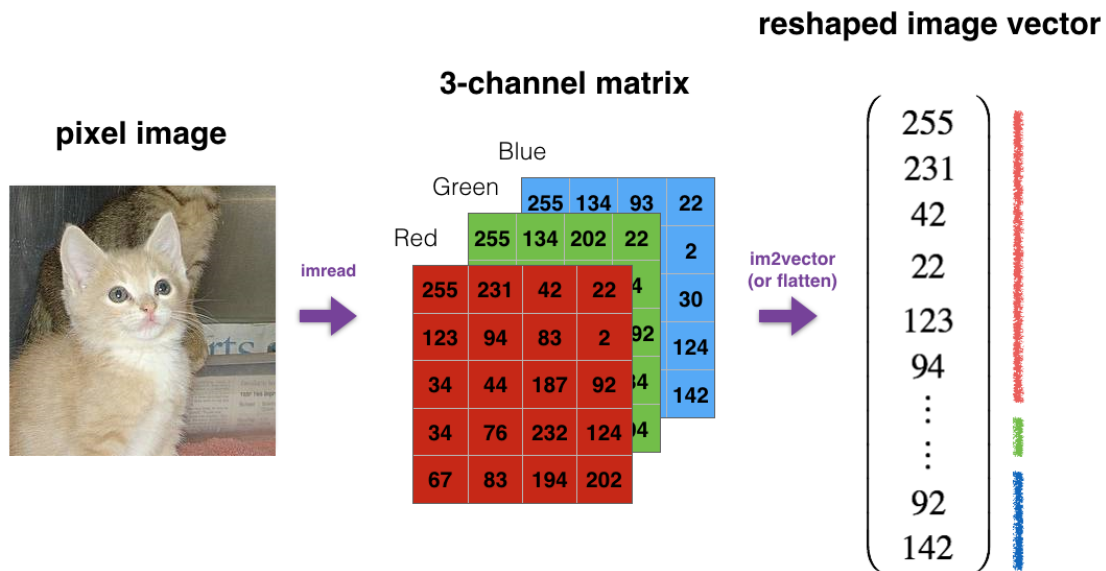 reshaped image vector
3-channel matrix
pixel image
Blue
Green
Red
imread
255 134 93 22
2
30
124
142
255 134 202 22
4
92
34
94
255 231 42 22
123 94 83 2
34 44 187 92
34 76 232 124
67 83 194 202
im2vector
(or flatten)
255
231
42
22
123
94
⋮
⋮
92
142
rts